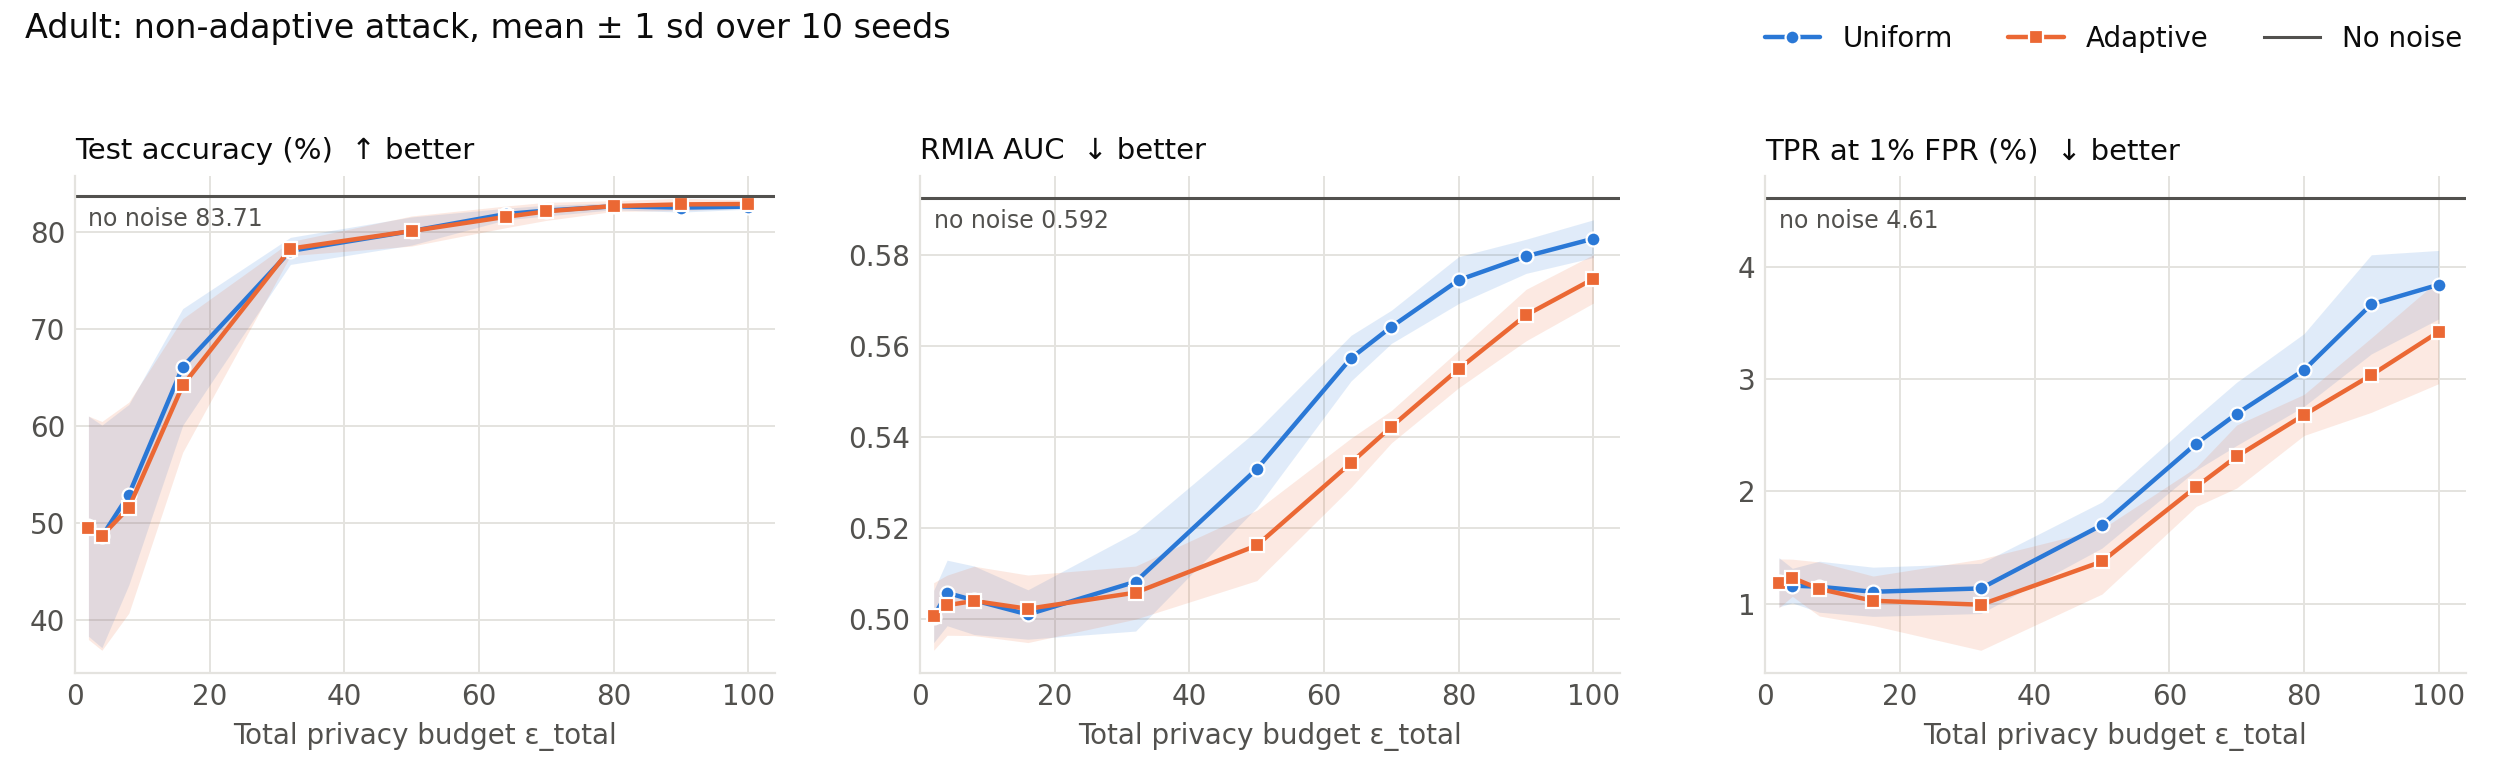 Adult: non-adaptive attack, mean ± 1 sd over 10 seeds
Uniform
Adaptive
No noise
Test accuracy (%) ↑ better
no noise 83.71
80
70
60
50
40
0 20 40 60 80 100
Total privacy budget ε_total
RMIA AUC ↓ better
no noise 0.592
0.58
0.56
0.54
0.52
0.50
0 20 40 60 80 100
Total privacy budget ε_total
TPR at 1% FPR (%) ↓ better
no noise 4.61
4
3
2
1
0 20 40 60 80 100
Total privacy budget ε_total